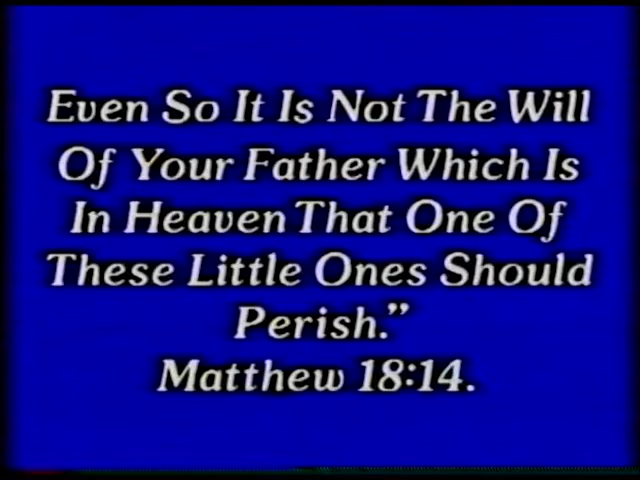 Even So It Is Not The Will
Of Your Father Which Is
In Heaven That One Of
These Little Ones Should
Perish.”
Matthew 18:14.